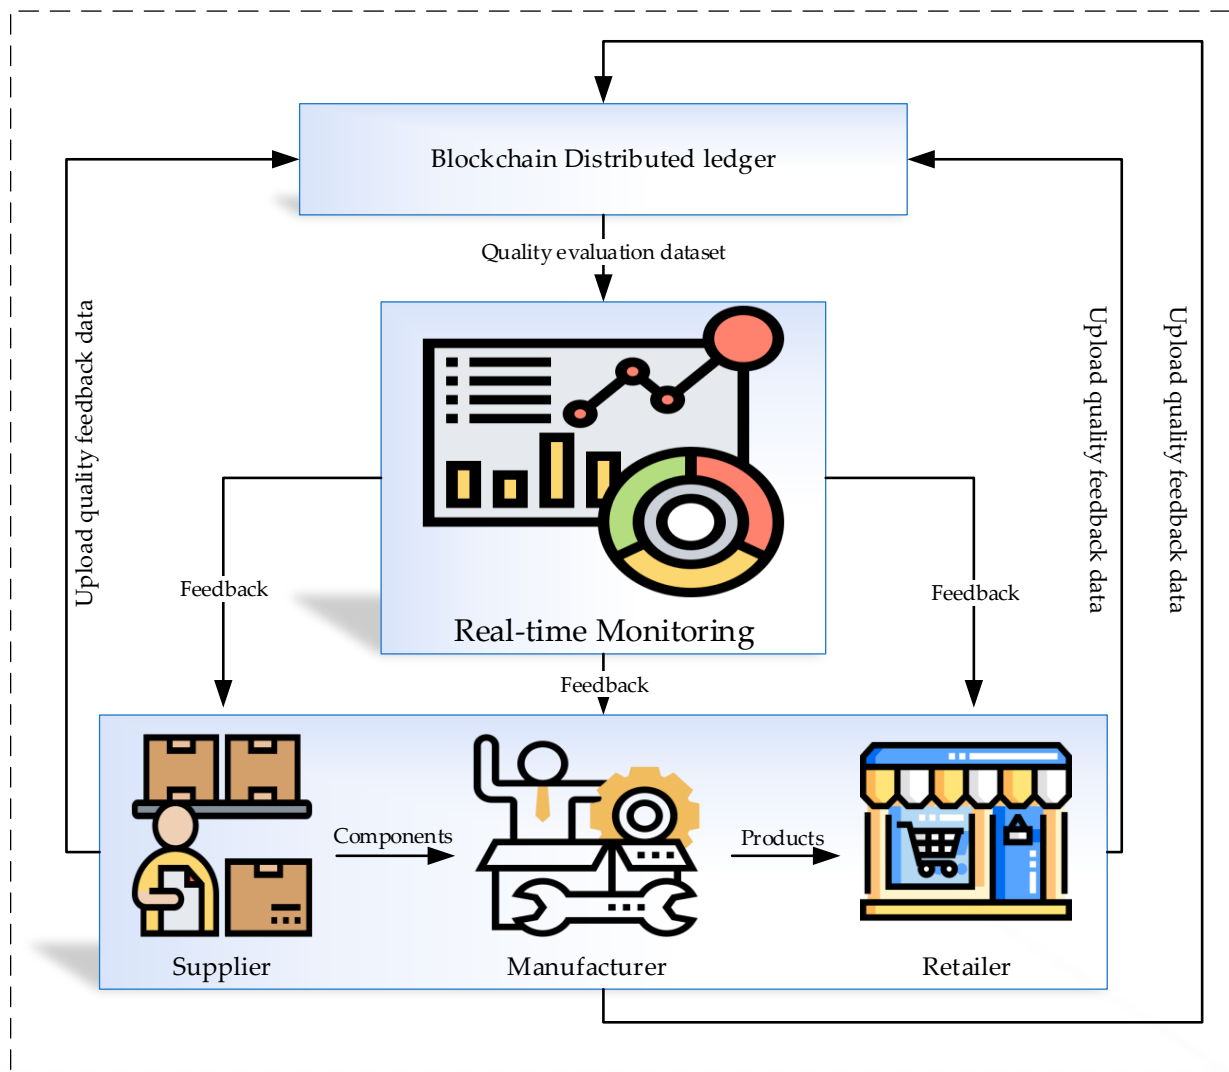 Blockchain Distributed ledger
Quality evaluation dataset
Upload quality feedback data
Upload quality feedback data
Upload quality feedback data
Feedback
Feedback
Real-time Monitoring
Feedback
Components
Products
Supplier
Manufacturer
Retailer